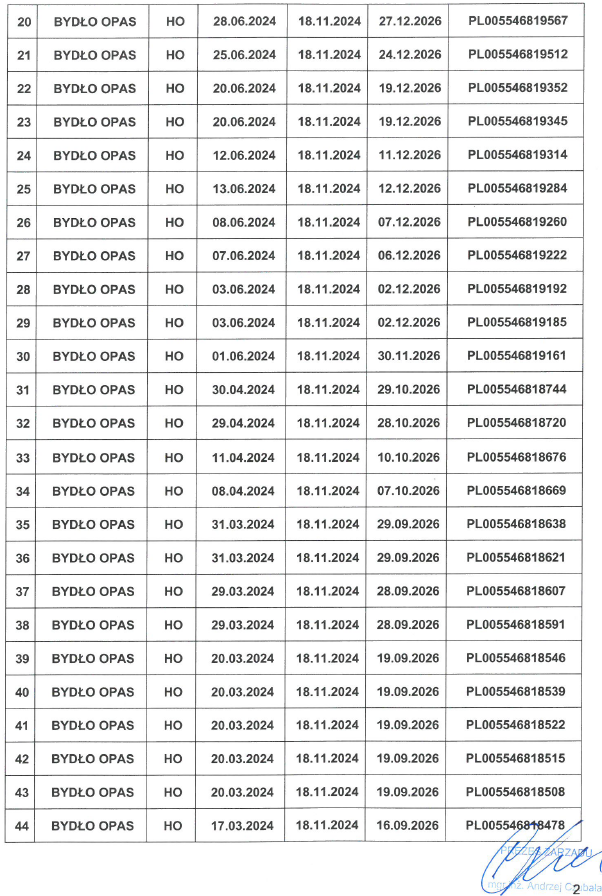 20 BYDŁO OPAS HO 28.06.2024 18.11.2024 27.12.2026 PL005546819567
21 BYDŁO OPAS HO 25.06.2024 18.11.2024 24.12.2026 PL005546819512
22 BYDŁO OPAS HO 20.06.2024 18.11.2024 19.12.2026 PL005546819352
23 BYDŁO OPAS HO 20.06.2024 18.11.2024 19.12.2026 PL005546819345
24 BYDŁO OPAS HO 12.06.2024 18.11.2024 11.12.2026 PL005546819314
25 BYDŁO OPAS HO 13.06.2024 18.11.2024 12.12.2026 PL005546819284
26 BYDŁO OPAS HO 08.06.2024 18.11.2024 07.12.2026 PL005546819260
27 BYDŁO OPAS HO 07.06.2024 18.11.2024 06.12.2026 PL005546819222
28 BYDŁO OPAS HO 03.06.2024 18.11.2024 02.12.2026 PL005546819192
29 BYDŁO OPAS HO 03.06.2024 18.11.2024 02.12.2026 PL005546819185
30 BYDŁO OPAS HO 01.06.2024 18.11.2024 30.11.2026 PL005546819161
31 BYDŁO OPAS HO 30.04.2024 18.11.2024 29.10.2026 PL005546818744
32 BYDŁO OPAS HO 29.04.2024 18.11.2024 28.10.2026 PL005546818720
33 BYDŁO OPAS HO 11.04.2024 18.11.2024 10.10.2026 PL005546818676
34 BYDŁO OPAS HO 08.04.2024 18.11.2024 07.10.2026 PL005546818669
35 BYDŁO OPAS HO 31.03.2024 18.11.2024 29.09.2026 PL005546818638
36 BYDŁO OPAS HO 31.03.2024 18.11.2024 29.09.2026 PL005546818621
37 BYDŁO OPAS HO 29.03.2024 18.11.2024 28.09.2026 PL005546818607
38 BYDŁO OPAS HO 29.03.2024 18.11.2024 28.09.2026 PL005546818591
39 BYDŁO OPAS HO 20.03.2024 18.11.2024 19.09.2026 PL005546818546
40 BYDŁO OPAS HO 20.03.2024 18.11.2024 19.09.2026 PL005546818539
41 BYDŁO OPAS HO 20.03.2024 18.11.2024 19.09.2026 PL005546818522
42 BYDŁO OPAS HO 20.03.2024 18.11.2024 19.09.2026 PL005546818515
43 BYDŁO OPAS HO 20.03.2024 18.11.2024 19.09.2026 PL005546818508
44 BYDŁO OPAS HO 17.03.2024 18.11.2024 16.09.2026 PL005546818478
ZARZĄDU
mgr inż. Andrzej
2